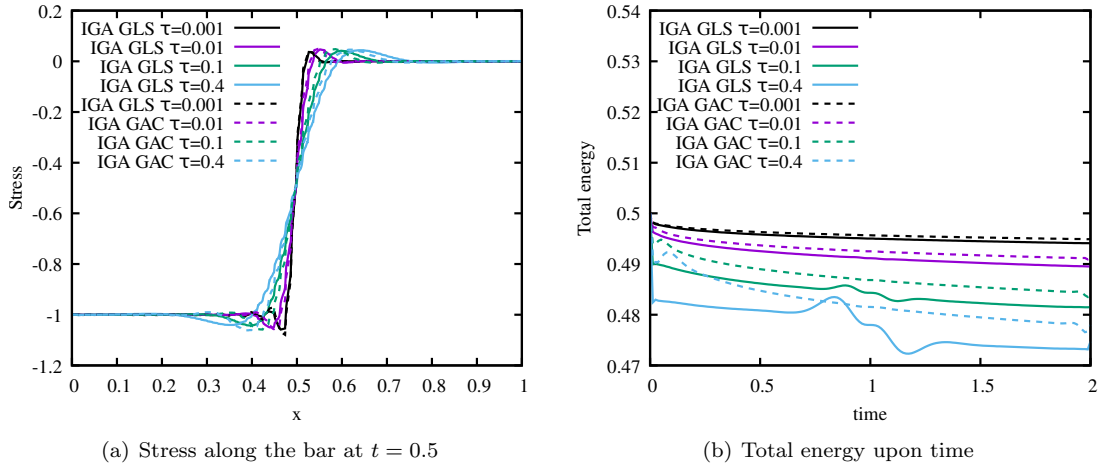 IGA GLS τ=0.001
IGA GLS τ=0.01
IGA GLS τ=0.1
IGA GLS τ=0.4
IGA GLS τ=0.001
IGA GAC τ=0.01
IGA GAC τ=0.1
IGA GAC τ=0.4
0.2
0
-0.2
-0.4
-0.6
-0.8
-1
-1.2
Stress
0 0.1 0.2 0.3 0.4 0.5 0.6 0.7 0.8 0.9 1
x
(a) Stress along the bar at t = 0.5
IGA GLS τ=0.001
IGA GLS τ=0.01
IGA GLS τ=0.1
IGA GLS τ=0.4
IGA GAC τ=0.001
IGA GAC τ=0.01
IGA GAC τ=0.1
IGA GAC τ=0.4
0.54
0.53
0.52
0.51
0.5
0.49
0.48
0.47
Total energy
0 0.5 1 1.5 2
time
(b) Total energy upon time